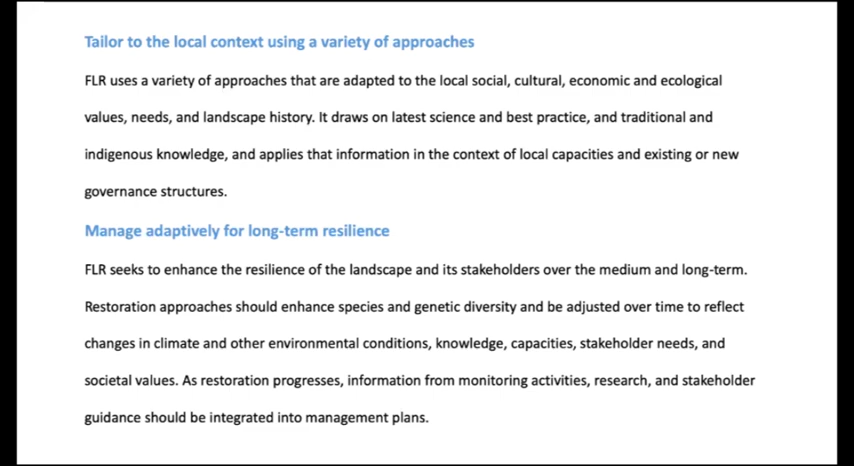 Tailor to the local context using a variety of approaches
FLR uses a variety of approaches that are adapted to the local social, cultural, economic and ecological
values, needs, and landscape history. It draws on latest science and best practice, and traditional and
indigenous knowledge, and applies that information in the context of local capacities and existing or new
governance structures.
Manage adaptively for long-term resilience
FLR seeks to enhance the resilience of the landscape and its stakeholders over the medium and long-term.
Restoration approaches should enhance species and genetic diversity and be adjusted over time to reflect
changes in climate and other environmental conditions, knowledge, capacities, stakeholder needs, and
societal values. As restoration progresses, information from monitoring activities, research, and stakeholder
guidance should be integrated into management plans.